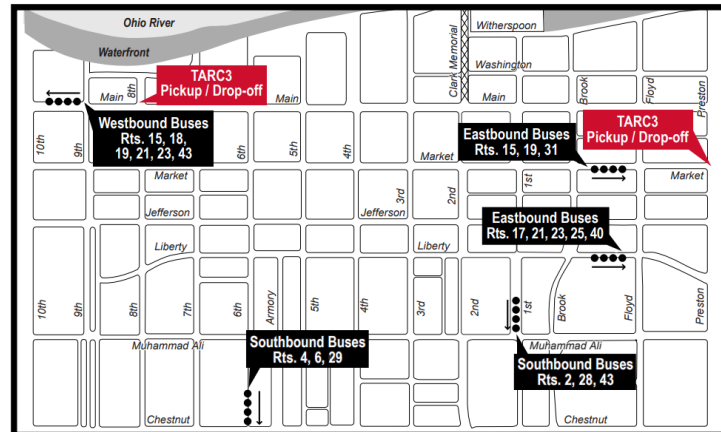 Ohio River
Waterfront
Witherspoon
Washington
Clark Memorial
TARC3
Pickup / Drop-off
8th
Main
Main
Main
Brook
Floyd
Preston
TARC3
Pickup / Drop-off
Westbound Buses
Rts. 15, 18,
19, 21, 23, 43
Eastbound Buses
Rts. 15, 19, 31
10th
9th
6th
5th
4th
Market
Market
Market
3rd
2nd
1st
Jefferson
Jefferson
Eastbound Buses
Rts. 17, 21, 23, 25, 40
Liberty
Liberty
10th
9th
8th
7th
6th
Armory
5th
4th
3rd
2nd
1st
Brook
Floyd
Preston
Muhammad Ali
Muhammad Ali
Southbound Buses
Rts. 4, 6, 29
Southbound Buses
Rts. 2, 28, 43
Chestnut
Chestnut